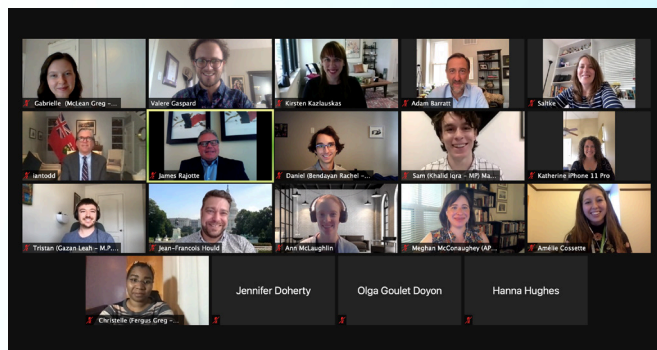 Gabrielle (McLean Greg -...
Valere Gaspard
Kirsten Kazlauskas
Adam Barratt
Saltke
iantodd
James Rajotte
Daniel (Bendayan Rachel -...
Sam (Khalid Iqra - MP) Ma...
Katherine iPhone 11 Pro
Tristan (Gazan Leah - M.P....
Jean-Francois Hould
Ann McLaughlin
Meghan McConaughey (AP...
Amélie Cossette
Christelle (Fergus Greg -...
Jennifer Doherty
Olga Goulet Doyon
Hanna Hughes